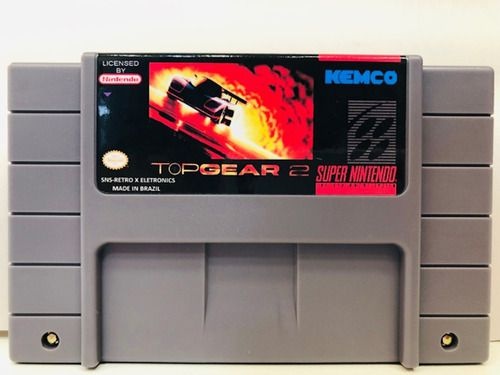 LICENSED
BY
Nintendo
KEMCO
TOPGEAR 2
SUPER NINTENDO
SNS-RETRO X ELETRONICS
MADE IN BRAZIL